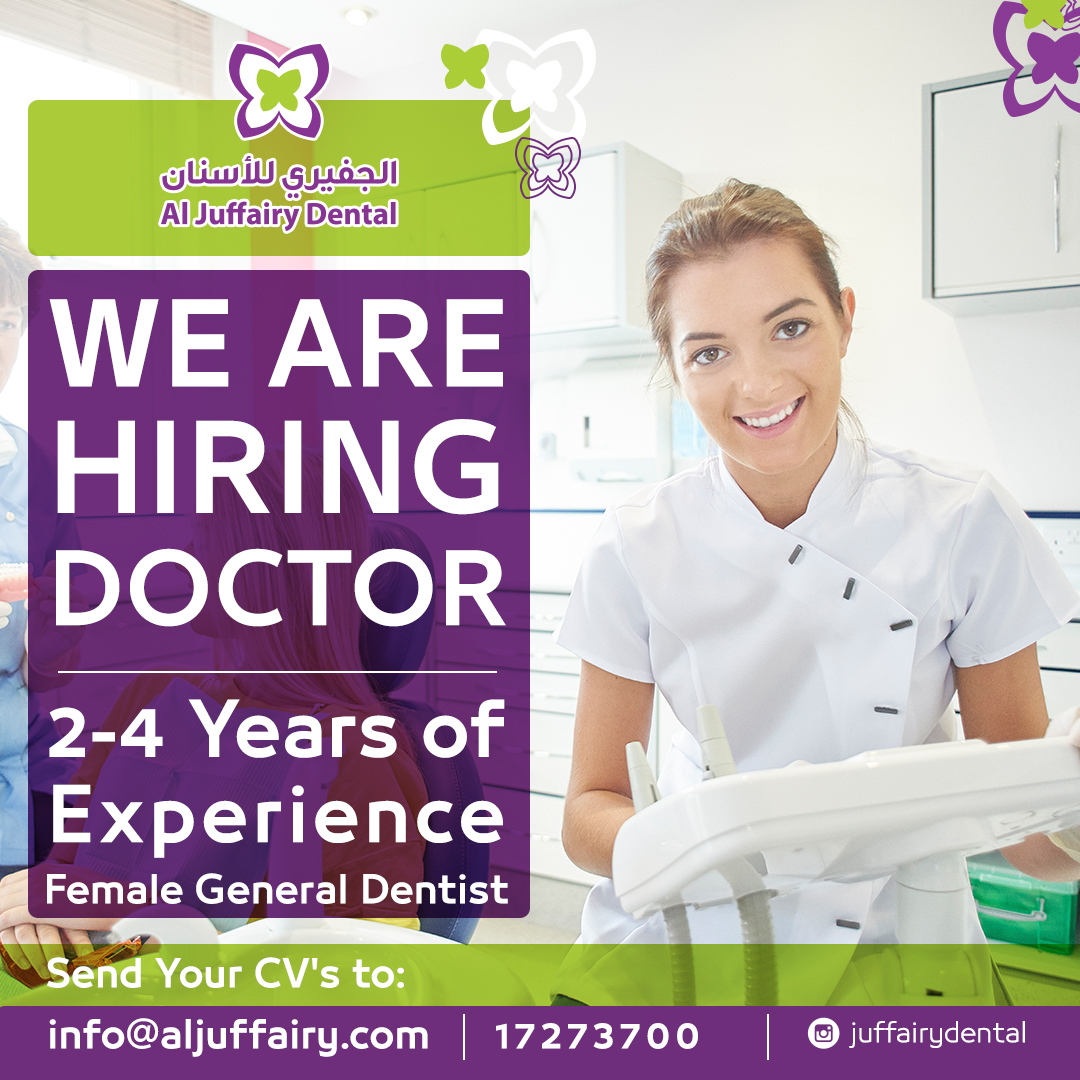 الجفيري للأسنان
Al Juffairy Dental
WE ARE
HIRING
DOCTOR
2-4 Years of
Experience
Female General Dentist
Send Your CV's to:
info@aljuffairy.com
17273700
juffairydental